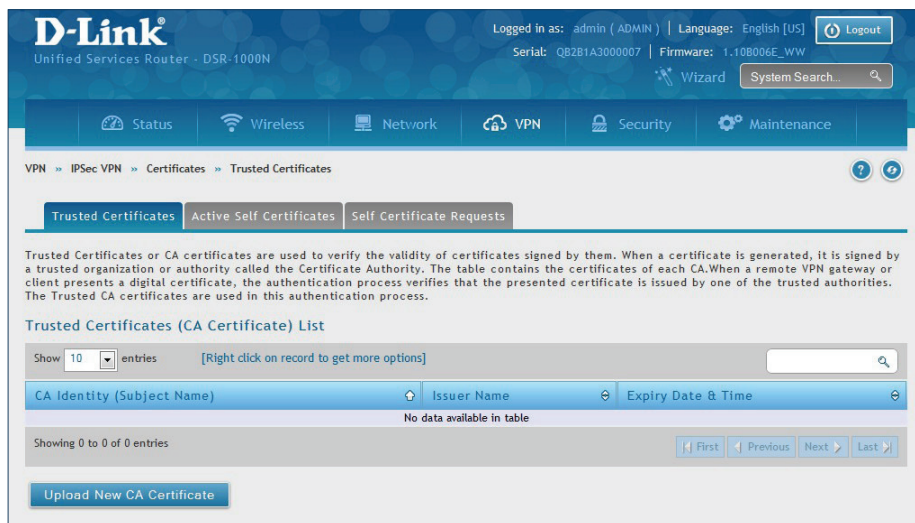 D-Link
Unified Services Router - DSR-1000N
Logged in as: admin ( ADMIN ) | Language: English [US]
Logout
Serial: QB2B1A3000007 | Firmware: 1.10B006E_WW
Wizard
System Search...
Status
Wireless
Network
VPN
Security
Maintenance
VPN » IPSec VPN » Certificates » Trusted Certificates
Trusted Certificates
Active Self Certificates
Self Certificate Requests
Trusted Certificates or CA certificates are used to verify the validity of certificates signed by them. When a certificate is generated, it is signed by
a trusted organization or authority called the Certificate Authority. The table contains the certificates of each CA.When a remote VPN gateway or
client presents a digital certificate, the authentication process verifies that the presented certificate is issued by one of the trusted authorities.
The Trusted CA certificates are used in this authentication process.
Trusted Certificates (CA Certificate) List
Show 10 entries [Right click on record to get more options]
CA Identity (Subject Name) Issuer Name Expiry Date & Time
No data available in table
Showing 0 to 0 of 0 entries
First Previous Next Last
Upload New CA Certificate